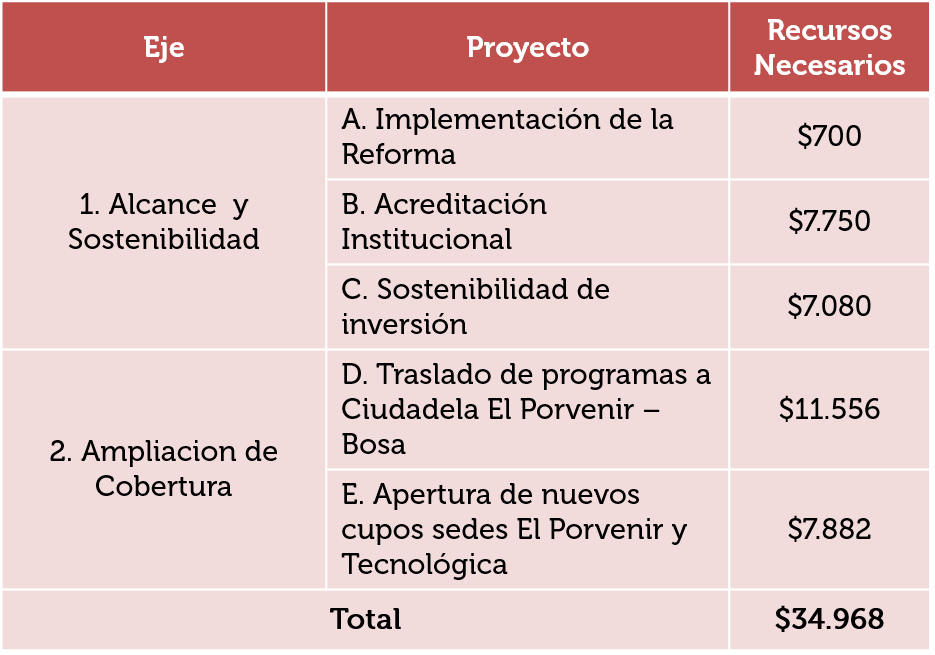 Eje
Proyecto
Recursos
Necesarios
1. Alcance  y
Sostenibilidad
A. Implementación de la
Reforma
$700
B. Acreditación
Institucional
$7.750
C. Sostenibilidad de
inversión
$7.080
2. Ampliacion de
Cobertura
D. Traslado de programas a
Ciudadela El Porvenir –
Bosa
$11.556
E. Apertura de nuevos
cupos sedes El Porvenir y
Tecnológica
$7.882
Total
$34.968